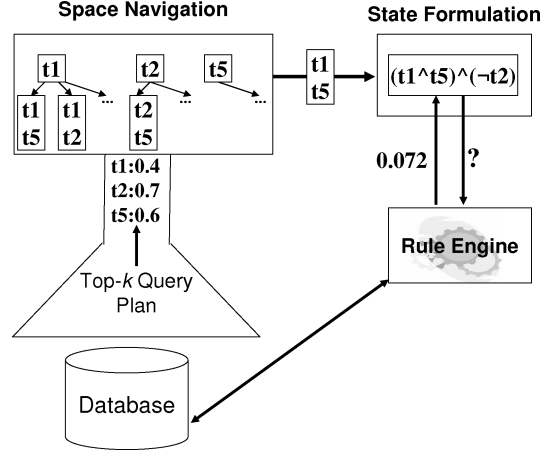 Space Navigation
State Formulation
t1
t2
t5
...
...
...
t1
t5
t1
t2
t2
t5
t1
t5
(t1^t5)^(¬t2)
t1:0.4
t2:0.7
t5:0.6
0.072
?
Top-k Query
Plan
Rule Engine
Database